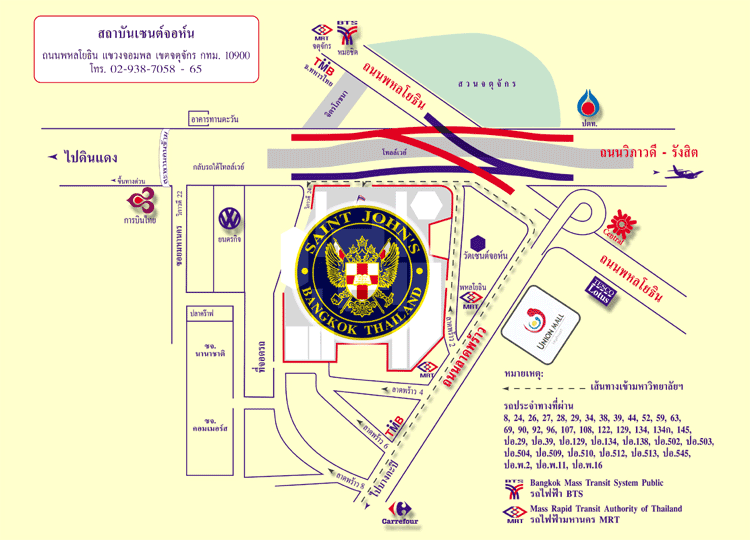 สถาบันเซนต์จอห์น
ถนนพหลโยธิน แขวงจอมพล เขตจตุจักร กทม. 10900
โทร. 02-938-7058 - 65
MRT
จตุจักร
BTS
หมอชิต
TMB
ธ.ทหารไทย
ถนนพหลโยธิน
สวนจตุจักร
ปตท.
อาคารทานตะวัน
วิภาวดี
ไปดินแดง
สะพานกลับรถ
กลับรถใต้โทลล์เวย์
โทลล์เวย์
ถนนวิภาวดี - รังสิต
ขึ้นทางด่วน
การบินไทย
วิภาวดี 22
ซอยยมหานคร
ยนตรกิจ
SAINT JOHN'S
BANGKOK THAILAND
วัดเซนต์จอห์น
พหลโยธิน
MRT
Central
ถนนพหลโยธิน
TESCO
Lotus
UNION MALL
ปลาคร๊าฟ
ซจ.
นานาชาติ
ที่จอดรถ
ลาดพร้าว 2
ถนนลาดพร้าว
MRT
ลาดพร้าว 4
ซจ.
คอมเมอร์ส
ลาดพร้าว 6
TMB
ลาดพร้าว 8
ไปบางกะปิ
Carrefour
หมายเหตุ:
เส้นทางเข้ามหาวิทยาลัยฯ
รถประจำทางที่ผ่าน
8, 24, 26, 27, 28, 29, 34, 38, 39, 44, 52, 59, 63,
69, 90, 92, 96, 107, 108, 122, 129, 134, 134ก, 145,
ปอ.29, ปอ.39, ปอ.129, ปอ.134, ปอ.138, ปอ.502, ปอ.503,
ปอ.504, ปอ.509, ปอ.510, ปอ.512, ปอ.513, ปอ.545,
ปอ.พ.2, ปอ.พ.11, ปอ.พ.16
BTS
Bangkok Mass Transit System Public
รถไฟฟ้า BTS
MRT
Mass Rapid Transit Authority of Thailand
รถไฟฟ้ามหานคร MRT